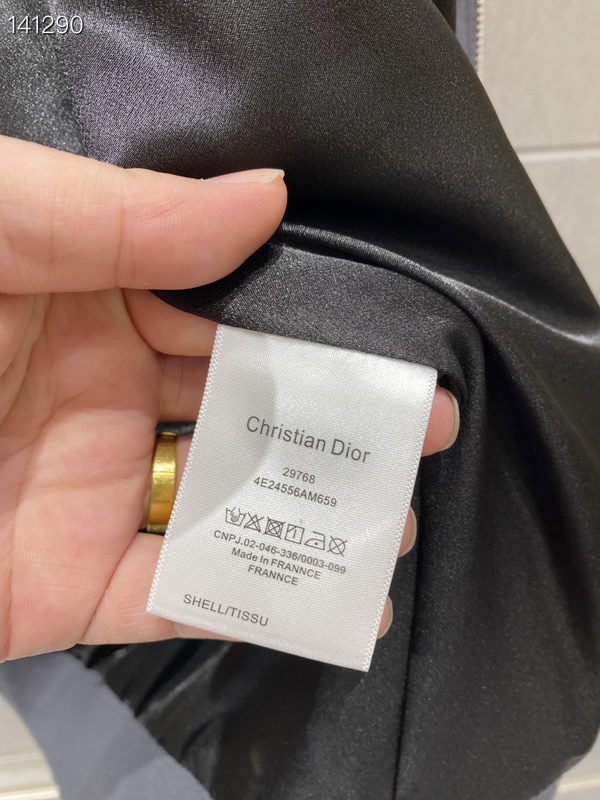 141290
Christian Dior
29768
4E24556AM659
CNPJ.02-046-336/0003-099
Made In FRANNCE
FRANNCE
SHELL/TISSU